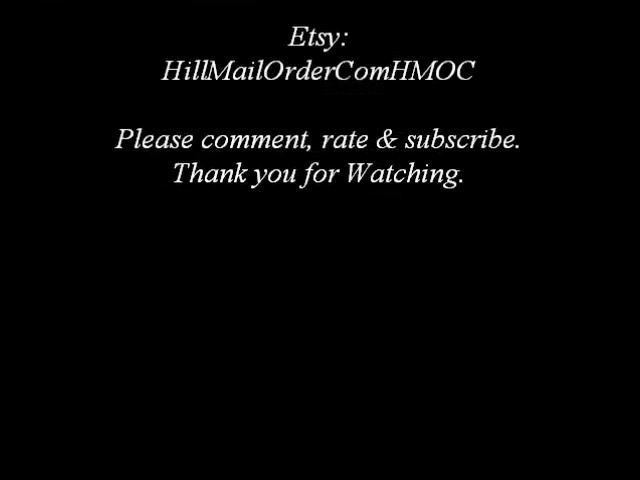 Etsy:
HillMailOrderComHMOC
Please comment, rate & subscribe.
Thank you for Watching.